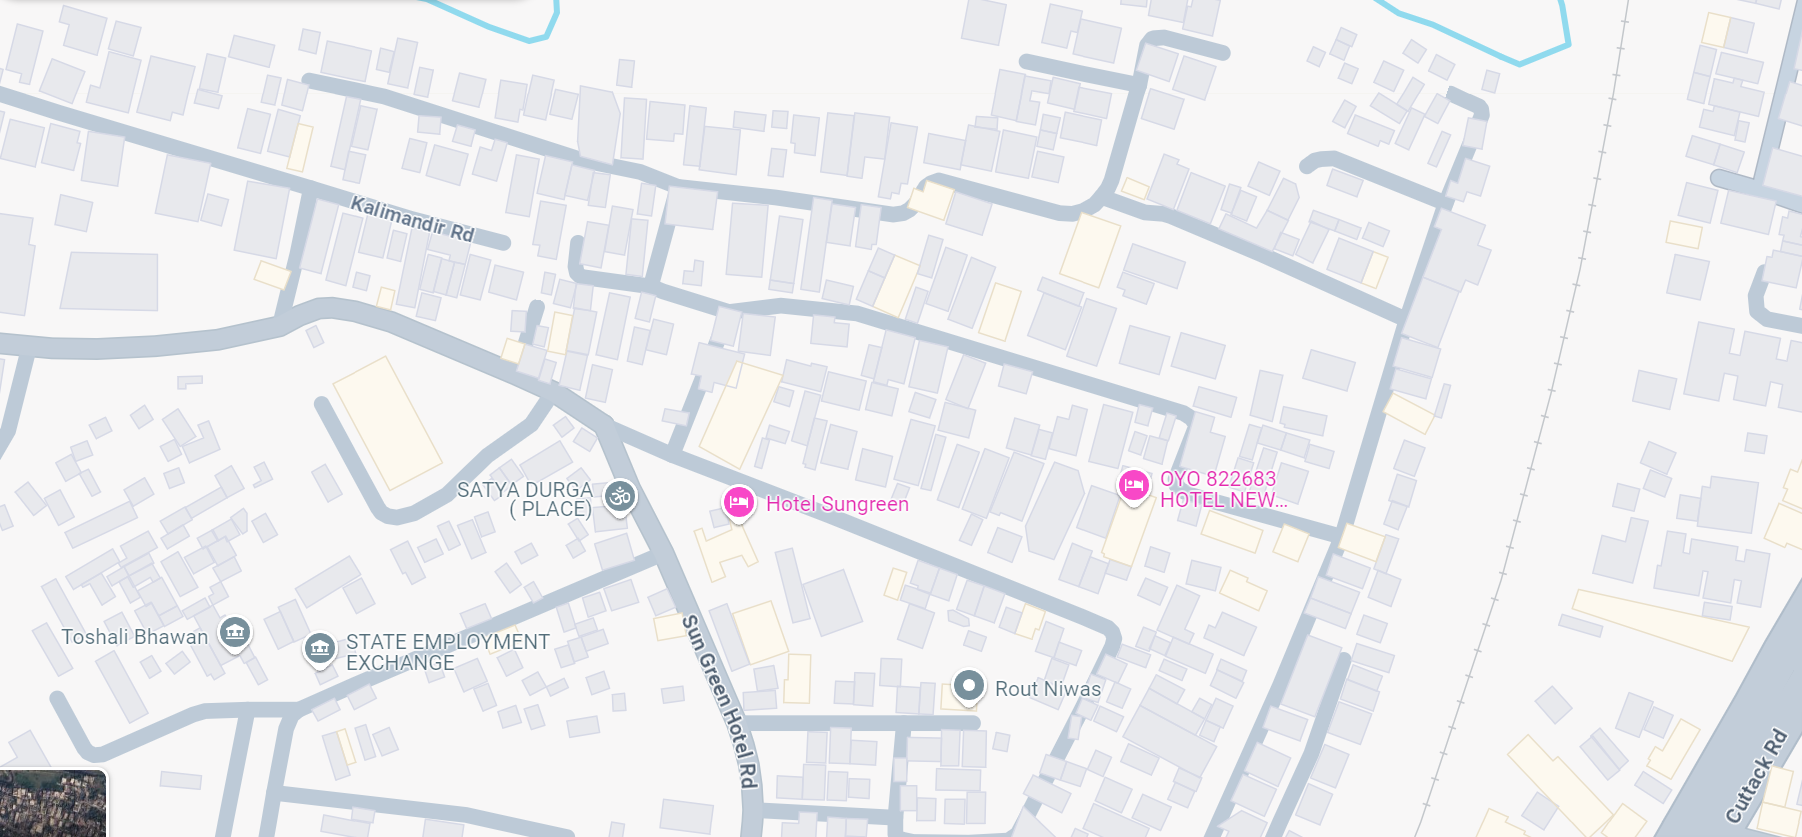 Kalimandir Rd
SATYA DURGA
( PLACE)
Hotel Sungreen
OYO 822683
HOTEL NEW...
Toshali Bhawan
STATE EMPLOYMENT
EXCHANGE
Sun Green Hotel Rd
Rout Niwas
Cuttack Rd